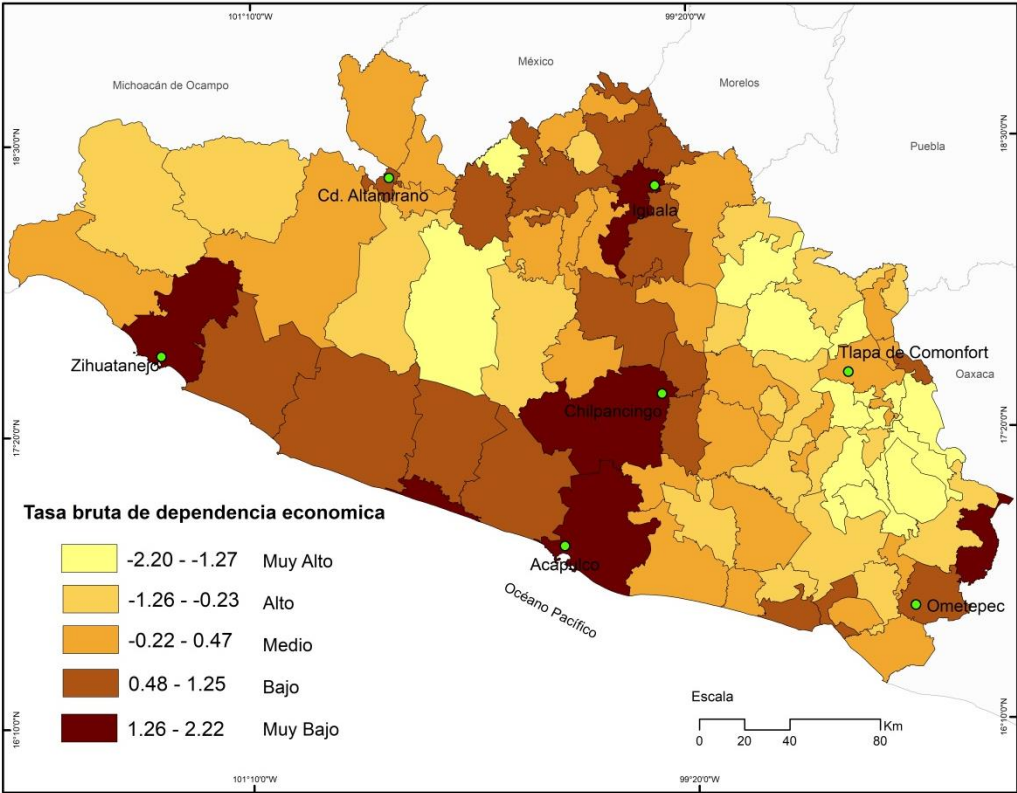 101°10'0"W
99°20'0"W
México
Michoacán de Ocampo
Morelos
18°30'0"N
18°30'0"N
Puebla
Cd. Altamirano
Iguala
Zihuatanejo
Tlapa de Comonfort
Oaxaca
Chilpancingo
17°20'0"N
17°20'0"N
Tasa bruta de dependencia economica
-2.20 - -1.27 Muy Alto
-1.26 - -0.23 Alto
-0.22 - 0.47 Medio
0.48 - 1.25 Bajo
1.26 - 2.22 Muy Bajo
Acapulco
Océano Pacífico
Ometepec
Escala
Km
0 20 40 80
16°10'0"N
16°10'0"N
101°10'0"W
99°20'0"W